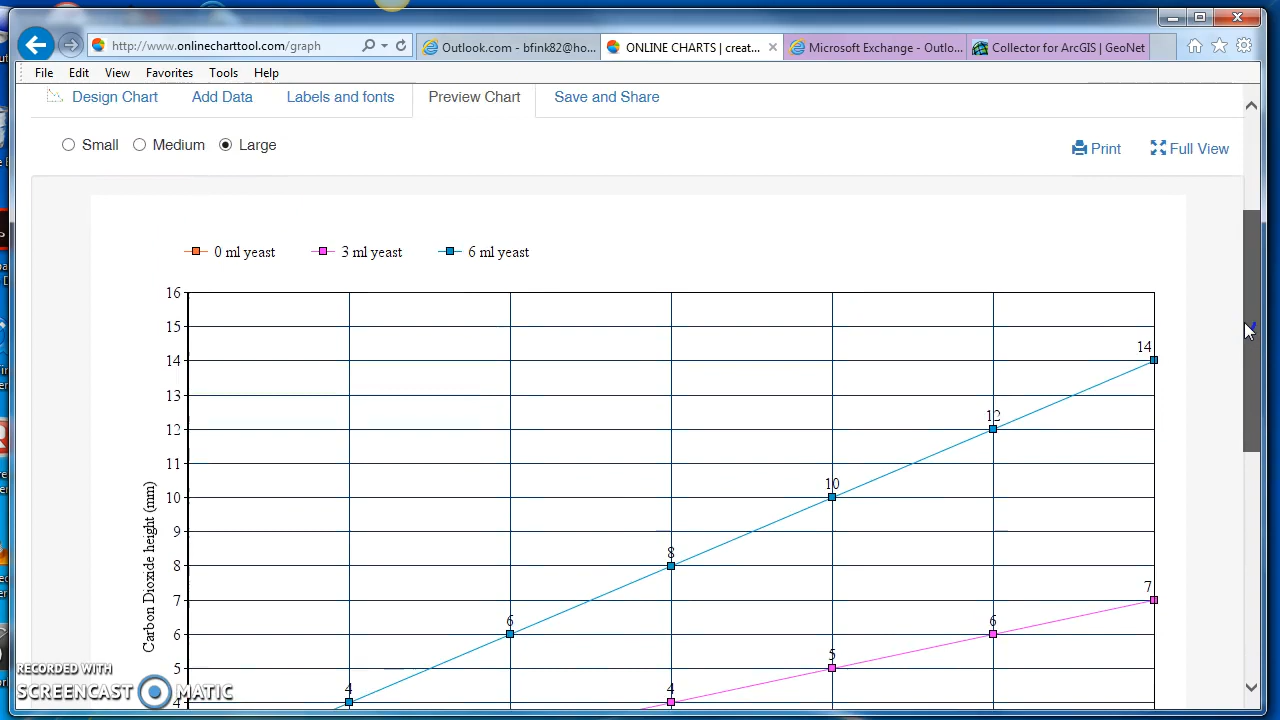 http://www.onlinecharttool.com/graph
Outlook.com - bfink82@ho...
ONLINE CHARTS | creat...
Microsoft Exchange - Outlo...
Collector for ArcGIS | GeoNet
File Edit View Favorites Tools Help
Design Chart Add Data Labels and fonts Preview Chart Save and Share
Small Medium Large
Print Full View
0 ml yeast 3 ml yeast 6 ml yeast
16
15
14
14
13
12
12
11
10
10
9
8
8
7
7
6
6
6
5
5
4
4
4
Carbon Dioxide height (mm)
RECORDED WITH
SCREENCAST MATIC